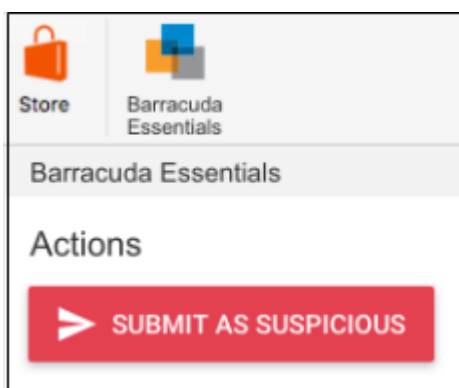 Store
Barracuda
Essentials
Barracuda Essentials
Actions
SUBMIT AS SUSPICIOUS